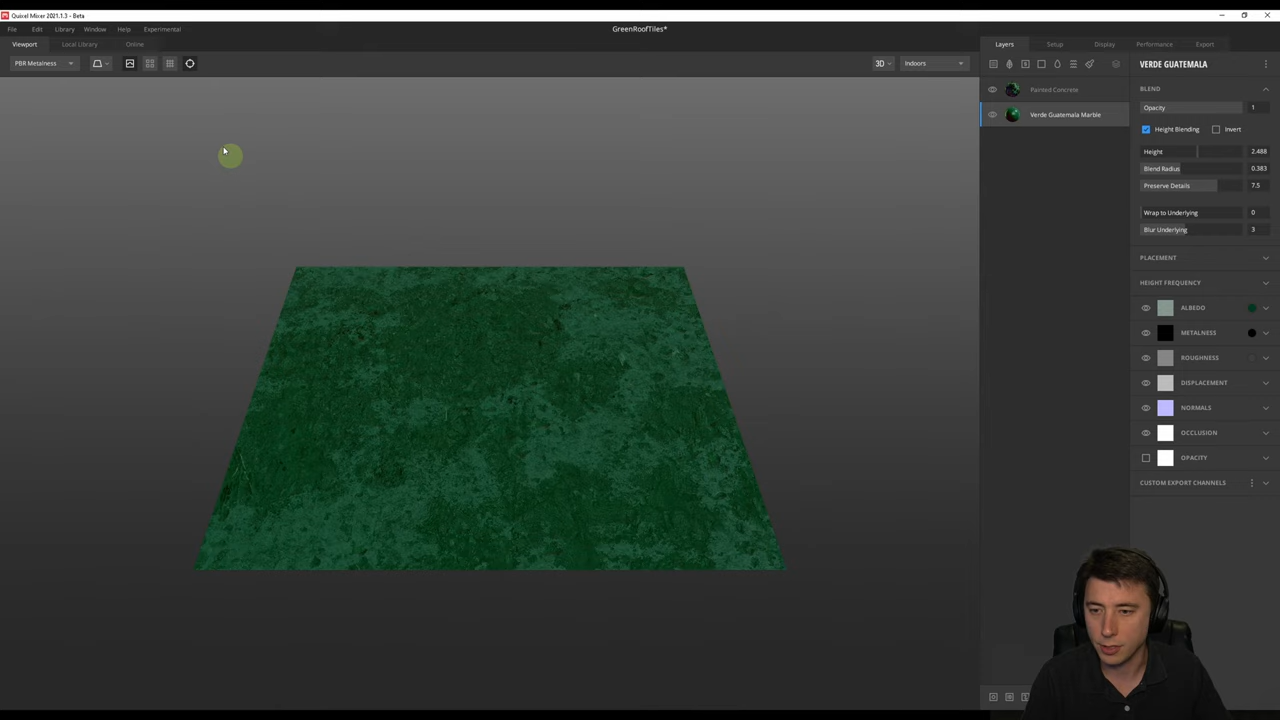 Quixel Mixer 2021.1.3 - Beta
File Edit Library Window Help Experimental
GreenRoofTiles*
Viewport Local Library Online
Layers Setup Display Performance Export
PBR Metalness
3D
Indoors
VERDE GUATEMALA
Painted Concrete
Verde Guatemala Marble
BLEND
Opacity 1
Height Blending Invert
Height 2.488
Blend Radius 0.383
Preserve Details 7.5
Wrap to Underlying 0
Blur Underlying 3
PLACEMENT
HEIGHT FREQUENCY
ALBEDO
METALNESS
ROUGHNESS
DISPLACEMENT
NORMALS
OCCLUSION
OPACITY
CUSTOM EXPORT CHANNELS